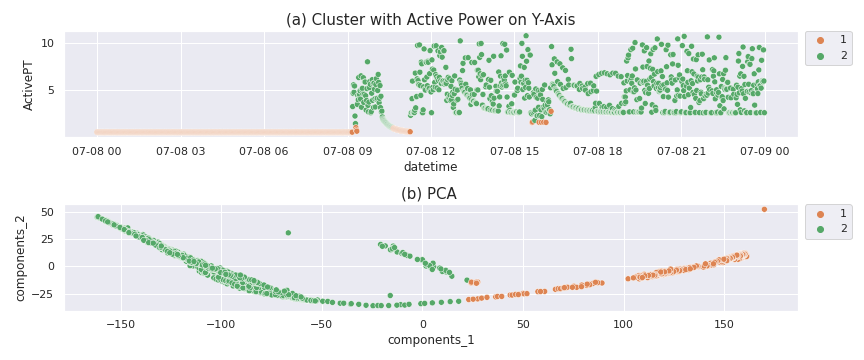 (a) Cluster with Active Power on Y-Axis
10
5
ActivePT
1
2
07-08 00 07-08 03 07-08 06 07-08 09 07-08 12 07-08 15 07-08 18 07-08 21 07-09 00
datetime
(b) PCA
50
25
0
−25
components_2
1
2
−150 −100 −50 0 50 100 150
components_1